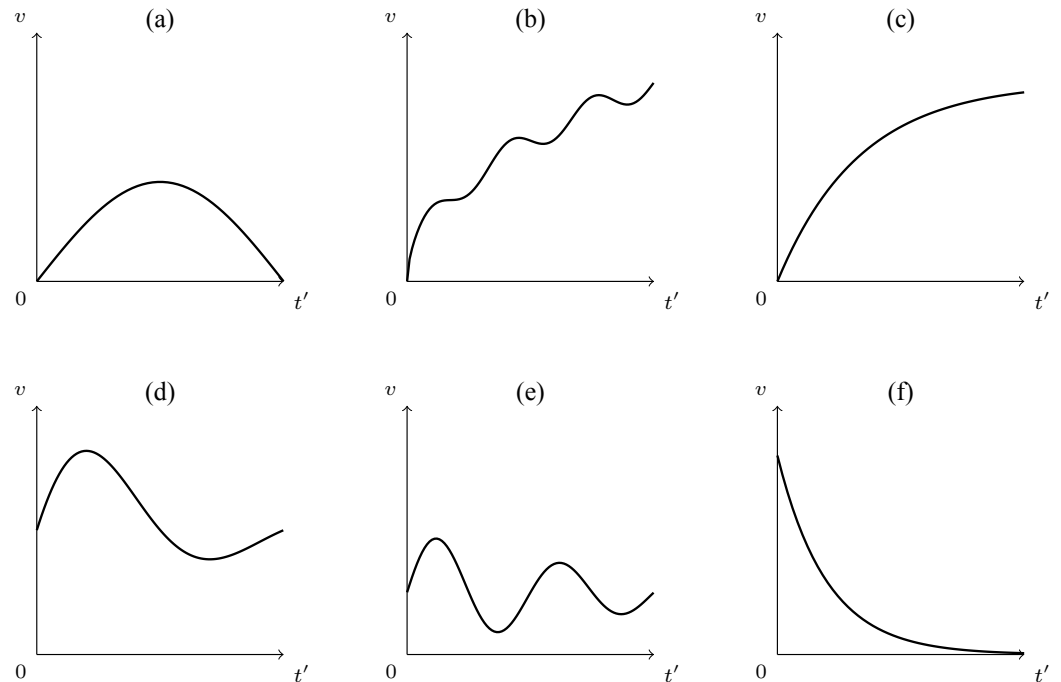 (a) (b) (c)
v v v
0 t′ 0 t′ 0 t′
(d) (e) (f)
v v v
0 t′ 0 t′ 0 t′